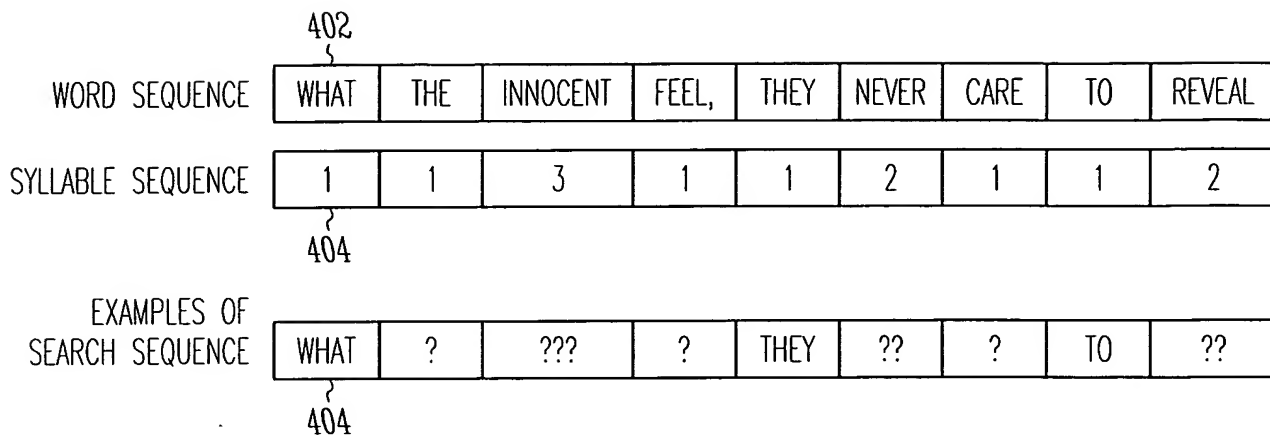 402
WORD SEQUENCE WHAT THE INNOCENT FEEL, THEY NEVER CARE TO REVEAL
SYLLABLE SEQUENCE 1 1 3 1 1 2 1 1 2
404
EXAMPLES OF
SEARCH SEQUENCE WHAT ? ??? ? THEY ?? ? TO ??
404